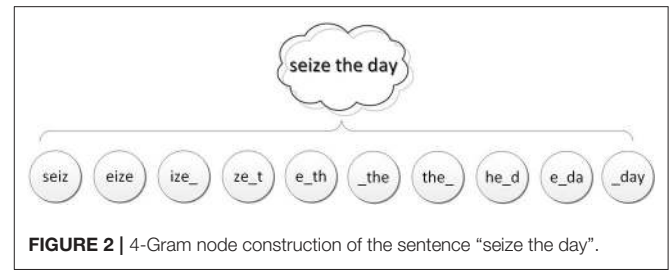 seize the day
seiz eize ize_ ze_t e_th _the the_ he_d e_da _day
FIGURE 2 | 4-Gram node construction of the sentence “seize the day”.